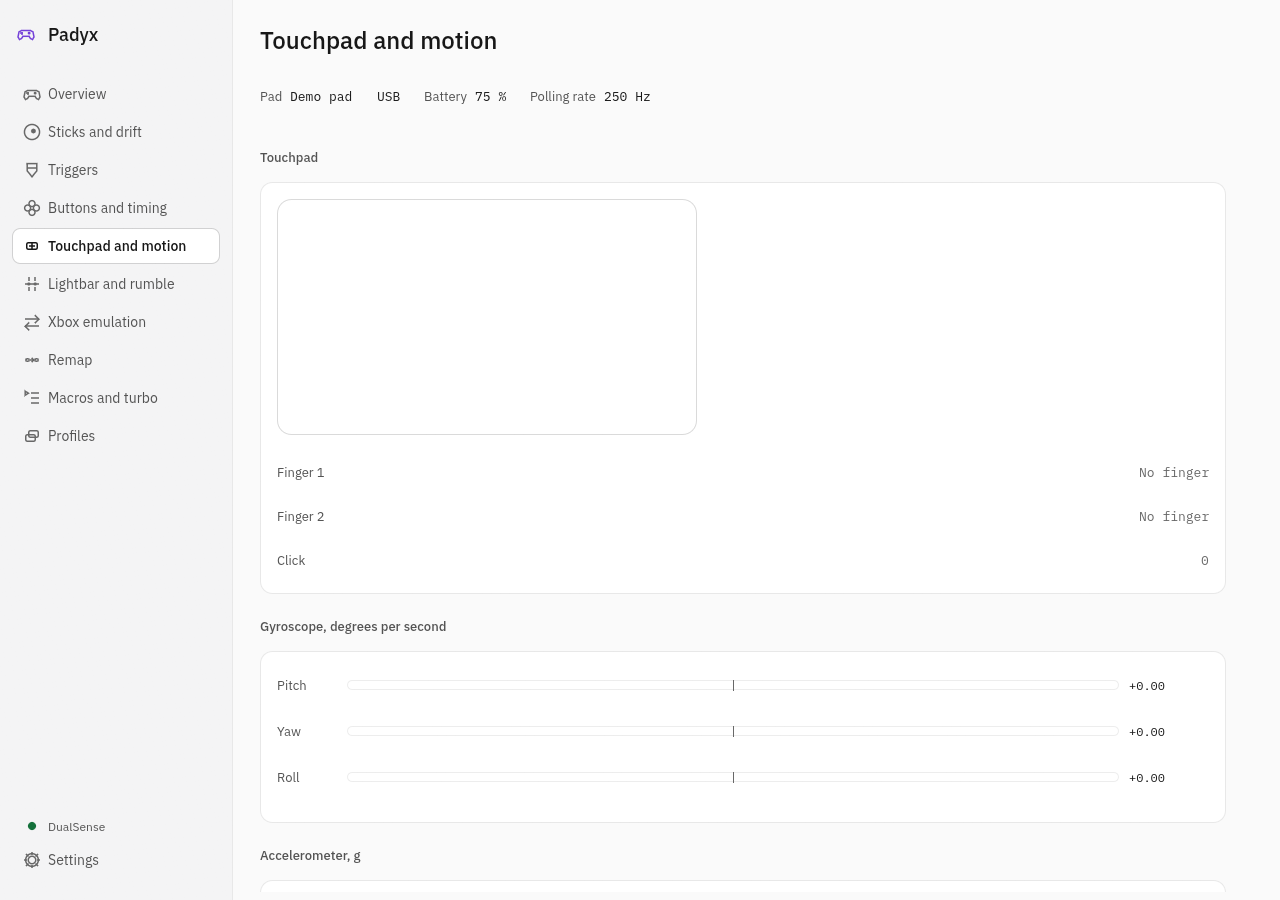 Padyx
Overview
Sticks and drift
Triggers
Buttons and timing
Touchpad and motion
Lightbar and rumble
Xbox emulation
Remap
Macros and turbo
Profiles
DualSense
Settings
Touchpad and motion
Pad Demo pad USB Battery 75 % Polling rate 250 Hz
Touchpad
Finger 1 No finger
Finger 2 No finger
Click 0
Gyroscope, degrees per second
Pitch +0.00
Yaw +0.00
Roll +0.00
Accelerometer, g